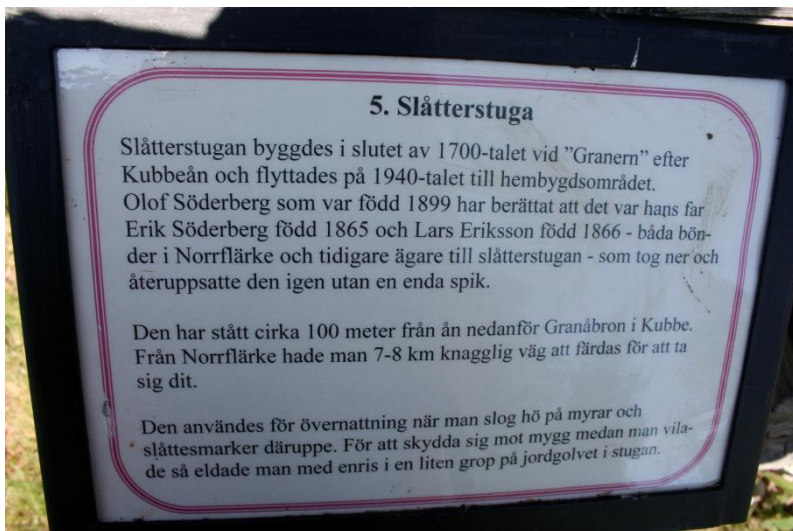 5. Slåtterstuga
Slåtterstugan byggdes i slutet av 1700-talet vid ”Granern” efter
Kubbeån och flyttades på 1940-talet till hembygdsområdet.
Olof Söderberg som var född 1899 har berättat att det var hans far
Erik Söderberg född 1865 och Lars Eriksson född 1866 - båda bön-
der i Norrflärke och tidigare ägare till slåtterstugan - som tog ner och
återuppsatte den igen utan en enda spik.
Den har stått cirka 100 meter från ån nedanför Granåbron i Kubbe.
Från Norrflärke hade man 7-8 km knagglig väg att färdas för att ta
sig dit.
Den användes för övernattning när man slog hö på myrar och
slåttesmarker däruppe. För att skydda sig mot mygg medan man vila-
de så eldade man med enris i en liten grop på jordgolvet i stugan.